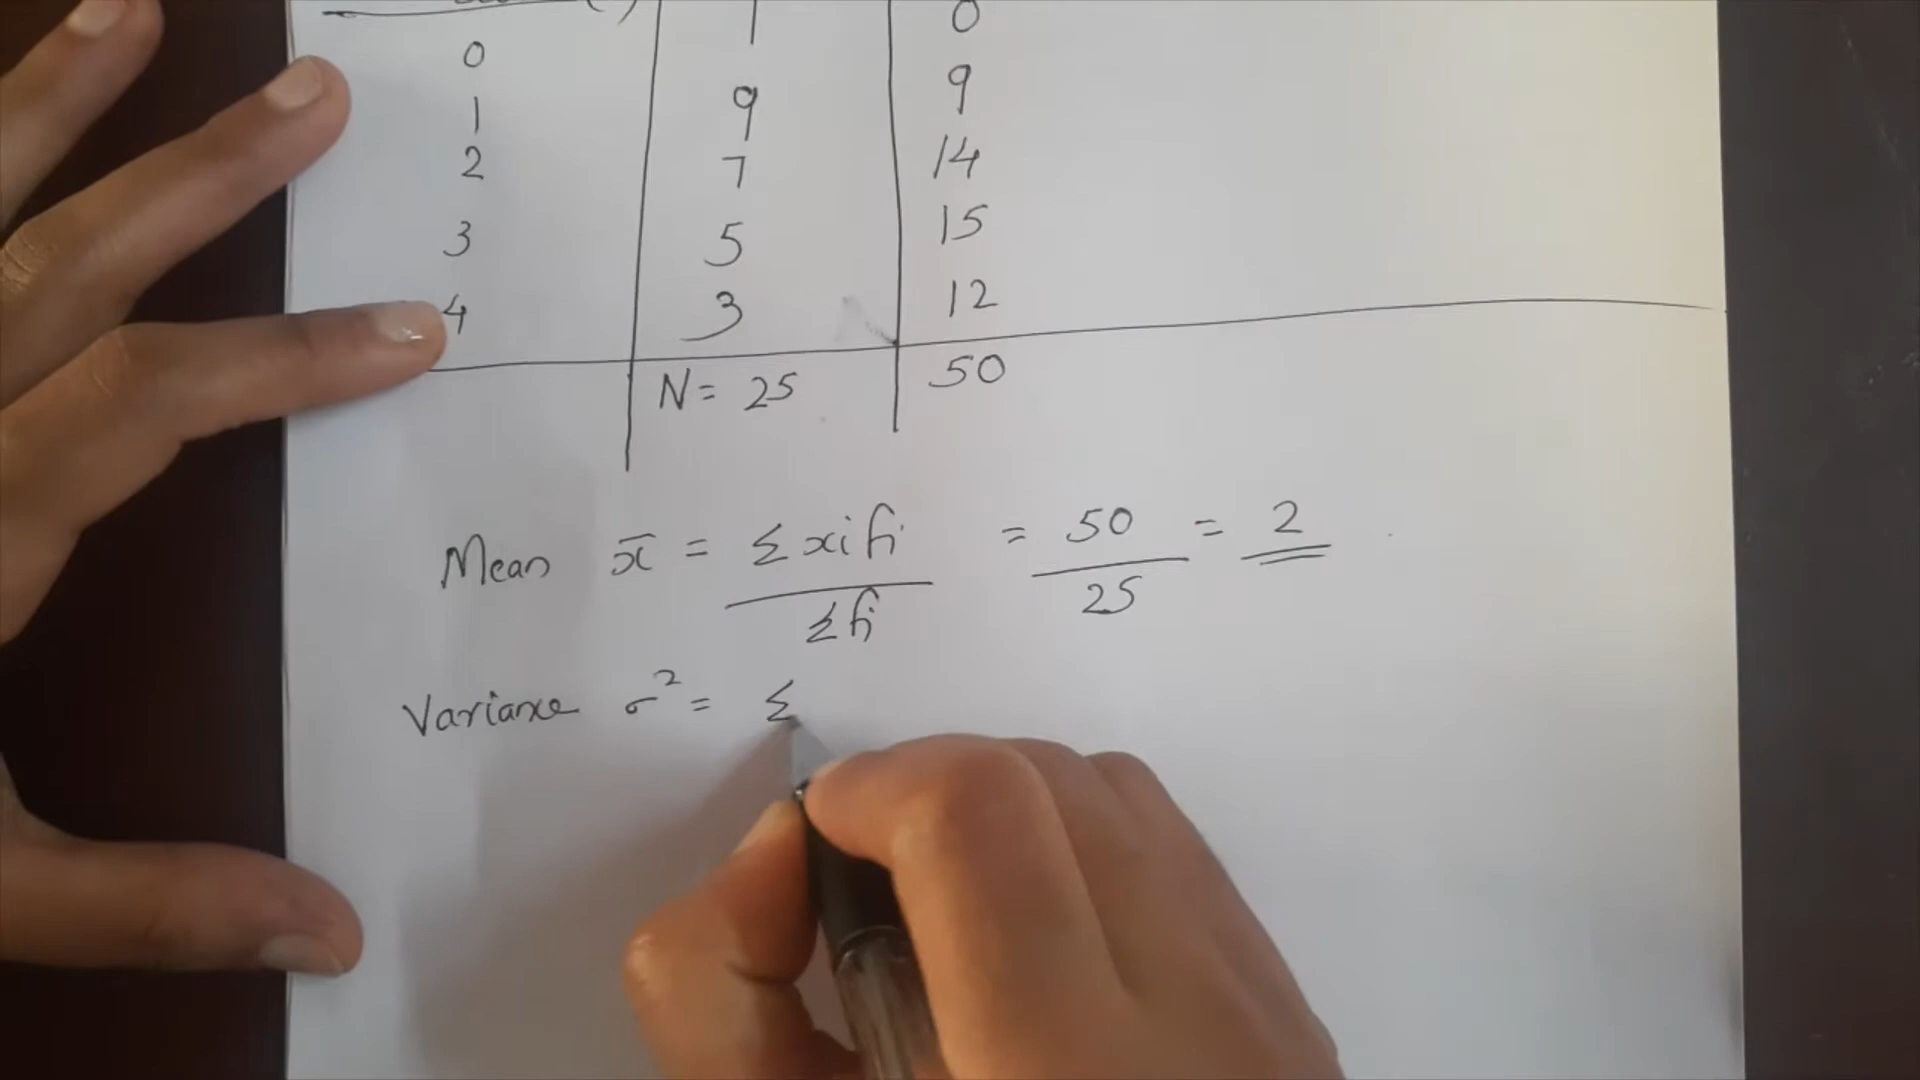 0 1 0
1 9 9
2 7 14
3 5 15
4 3 12
N = 25 50
Mean x̄ = Σxifi / Σfi = 50 / 25 = 2
Variance σ² = Σ